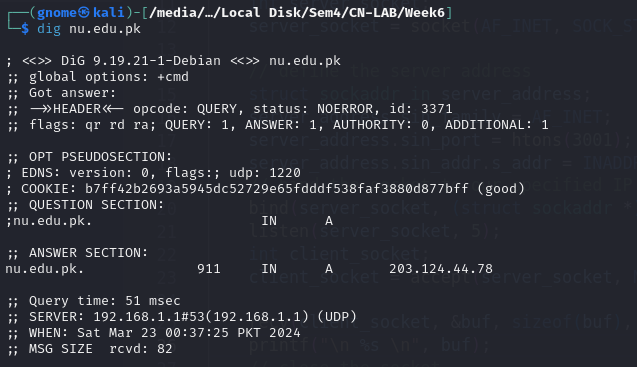 ┌──(gnome㉿kali)-[/media/…/Local Disk/Sem4/CN-LAB/Week6]
└─$ dig nu.edu.pk

; <<>> DiG 9.19.21-1-Debian <<>> nu.edu.pk
;; global options: +cmd
;; Got answer:
;; ->>HEADER<<- opcode: QUERY, status: NOERROR, id: 3371
;; flags: qr rd ra; QUERY: 1, ANSWER: 1, AUTHORITY: 0, ADDITIONAL: 1

;; OPT PSEUDOSECTION:
; EDNS: version: 0, flags:; udp: 1220
; COOKIE: b7ff42b2693a5945dc52729e65fdddf538faf3880d877bff (good)
;; QUESTION SECTION:
;nu.edu.pk. IN A

;; ANSWER SECTION:
nu.edu.pk. 911 IN A 203.124.44.78

;; Query time: 51 msec
;; SERVER: 192.168.1.1#53(192.168.1.1) (UDP)
;; WHEN: Sat Mar 23 00:37:25 PKT 2024
;; MSG SIZE rcvd: 82